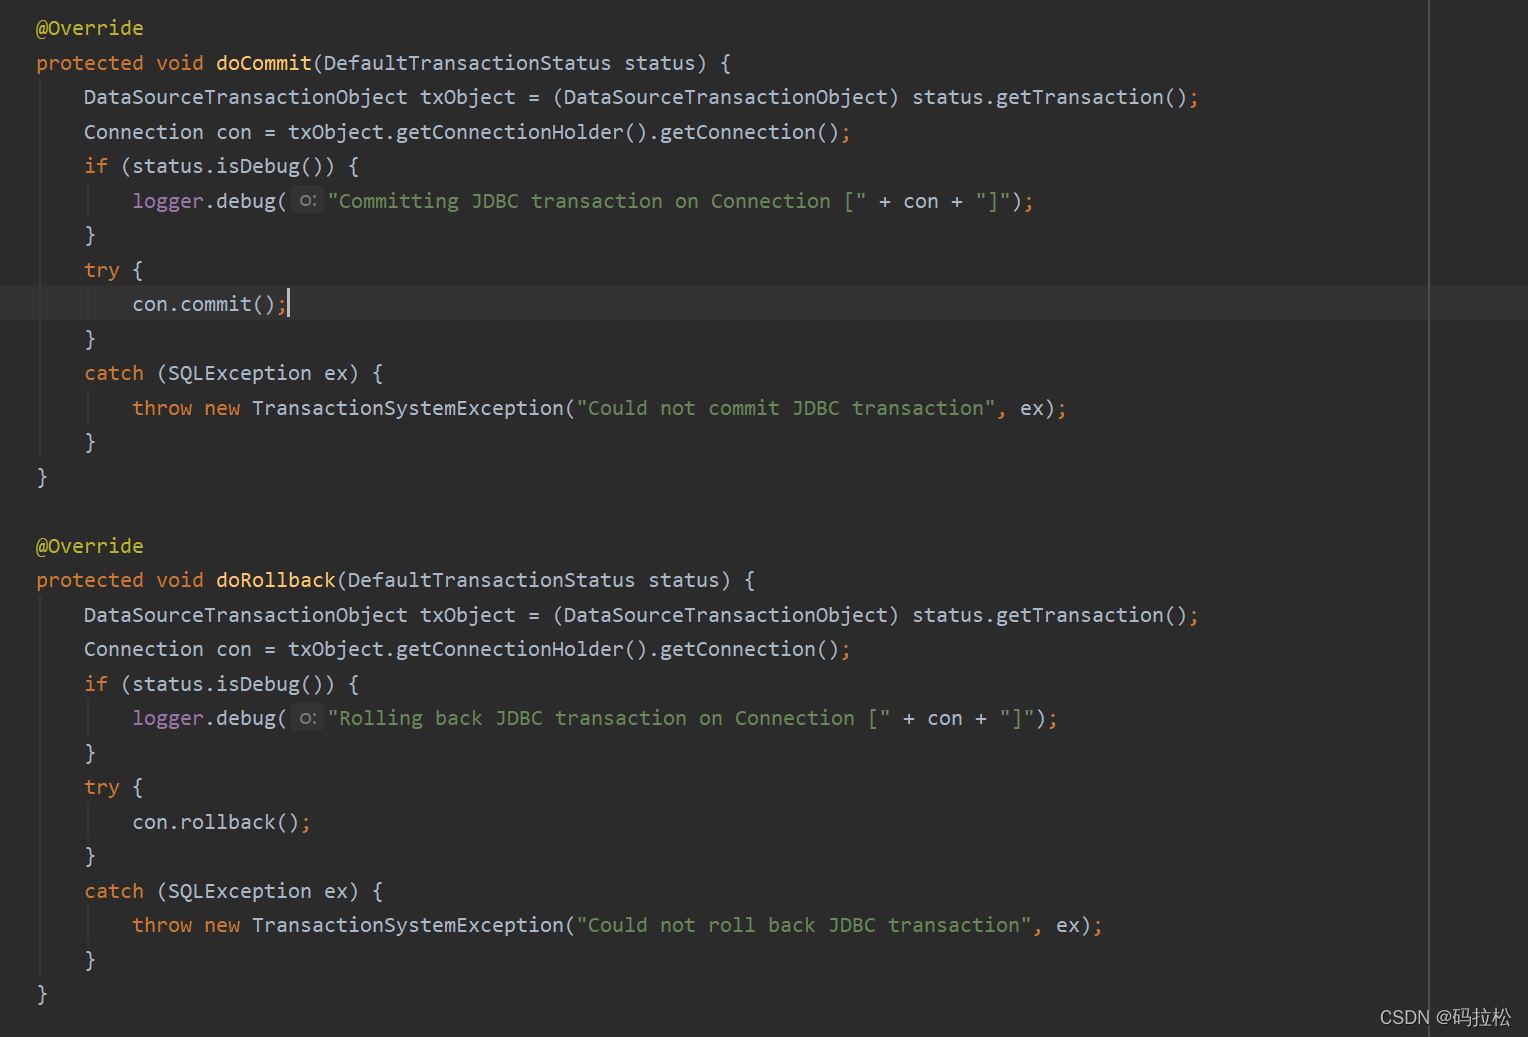 @Override
protected void doCommit(DefaultTransactionStatus status) {
    DataSourceTransactionObject txObject = (DataSourceTransactionObject) status.getTransaction();
    Connection con = txObject.getConnectionHolder().getConnection();
    if (status.isDebug()) {
        logger.debug( o: "Committing JDBC transaction on Connection [" + con + "]");
    }
    try {
        con.commit();
    }
    catch (SQLException ex) {
        throw new TransactionSystemException("Could not commit JDBC transaction", ex);
    }
}

@Override
protected void doRollback(DefaultTransactionStatus status) {
    DataSourceTransactionObject txObject = (DataSourceTransactionObject) status.getTransaction();
    Connection con = txObject.getConnectionHolder().getConnection();
    if (status.isDebug()) {
        logger.debug( o: "Rolling back JDBC transaction on Connection [" + con + "]");
    }
    try {
        con.rollback();
    }
    catch (SQLException ex) {
        throw new TransactionSystemException("Could not roll back JDBC transaction", ex);
    }
}
CSDN @码拉松